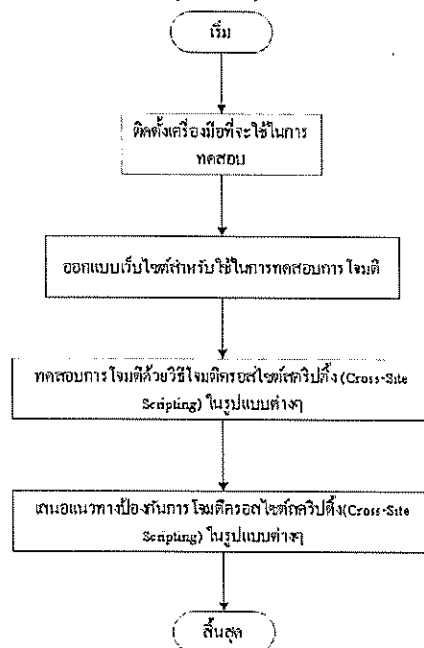 เริ่ม
ติดตั้งเครื่องมือที่จะใช้ในการ
ทดสอบ
ออกแบบเว็บไซต์สำหรับใช้ในการทดสอบการโจมตี
ทดสอบการโจมตีด้วยวิธีโจมตีครอสไซต์สคริปติ้ง (Cross-Site
Scripting) ในรูปแบบต่างๆ
เสนอแนวทางป้องกันการโจมตีครอสไซต์สคริปติ้ง(Cross-Site
Scripting) ในรูปแบบต่างๆ
สิ้นสุด